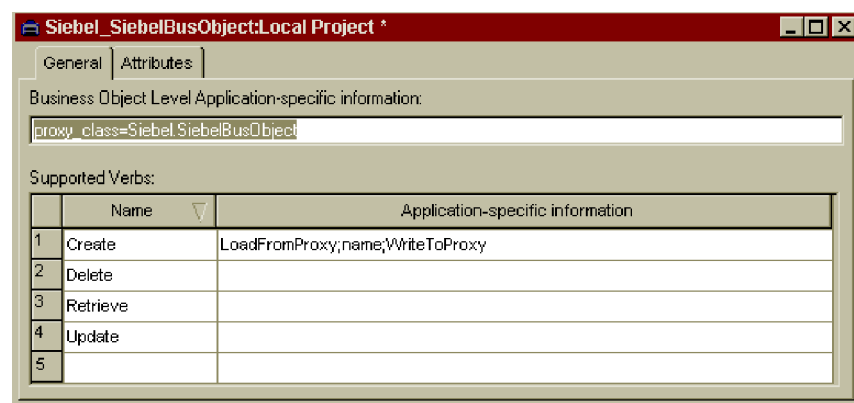 Siebel_SiebelBusObject:Local Project *
General Attributes
Business Object Level Application-specific information:
proxy_class=Siebel.SiebelBusObject
Supported Verbs:
Name Application-specific information
1 Create LoadFromProxy;name;WriteToProxy
2 Delete
3 Retrieve
4 Update
5